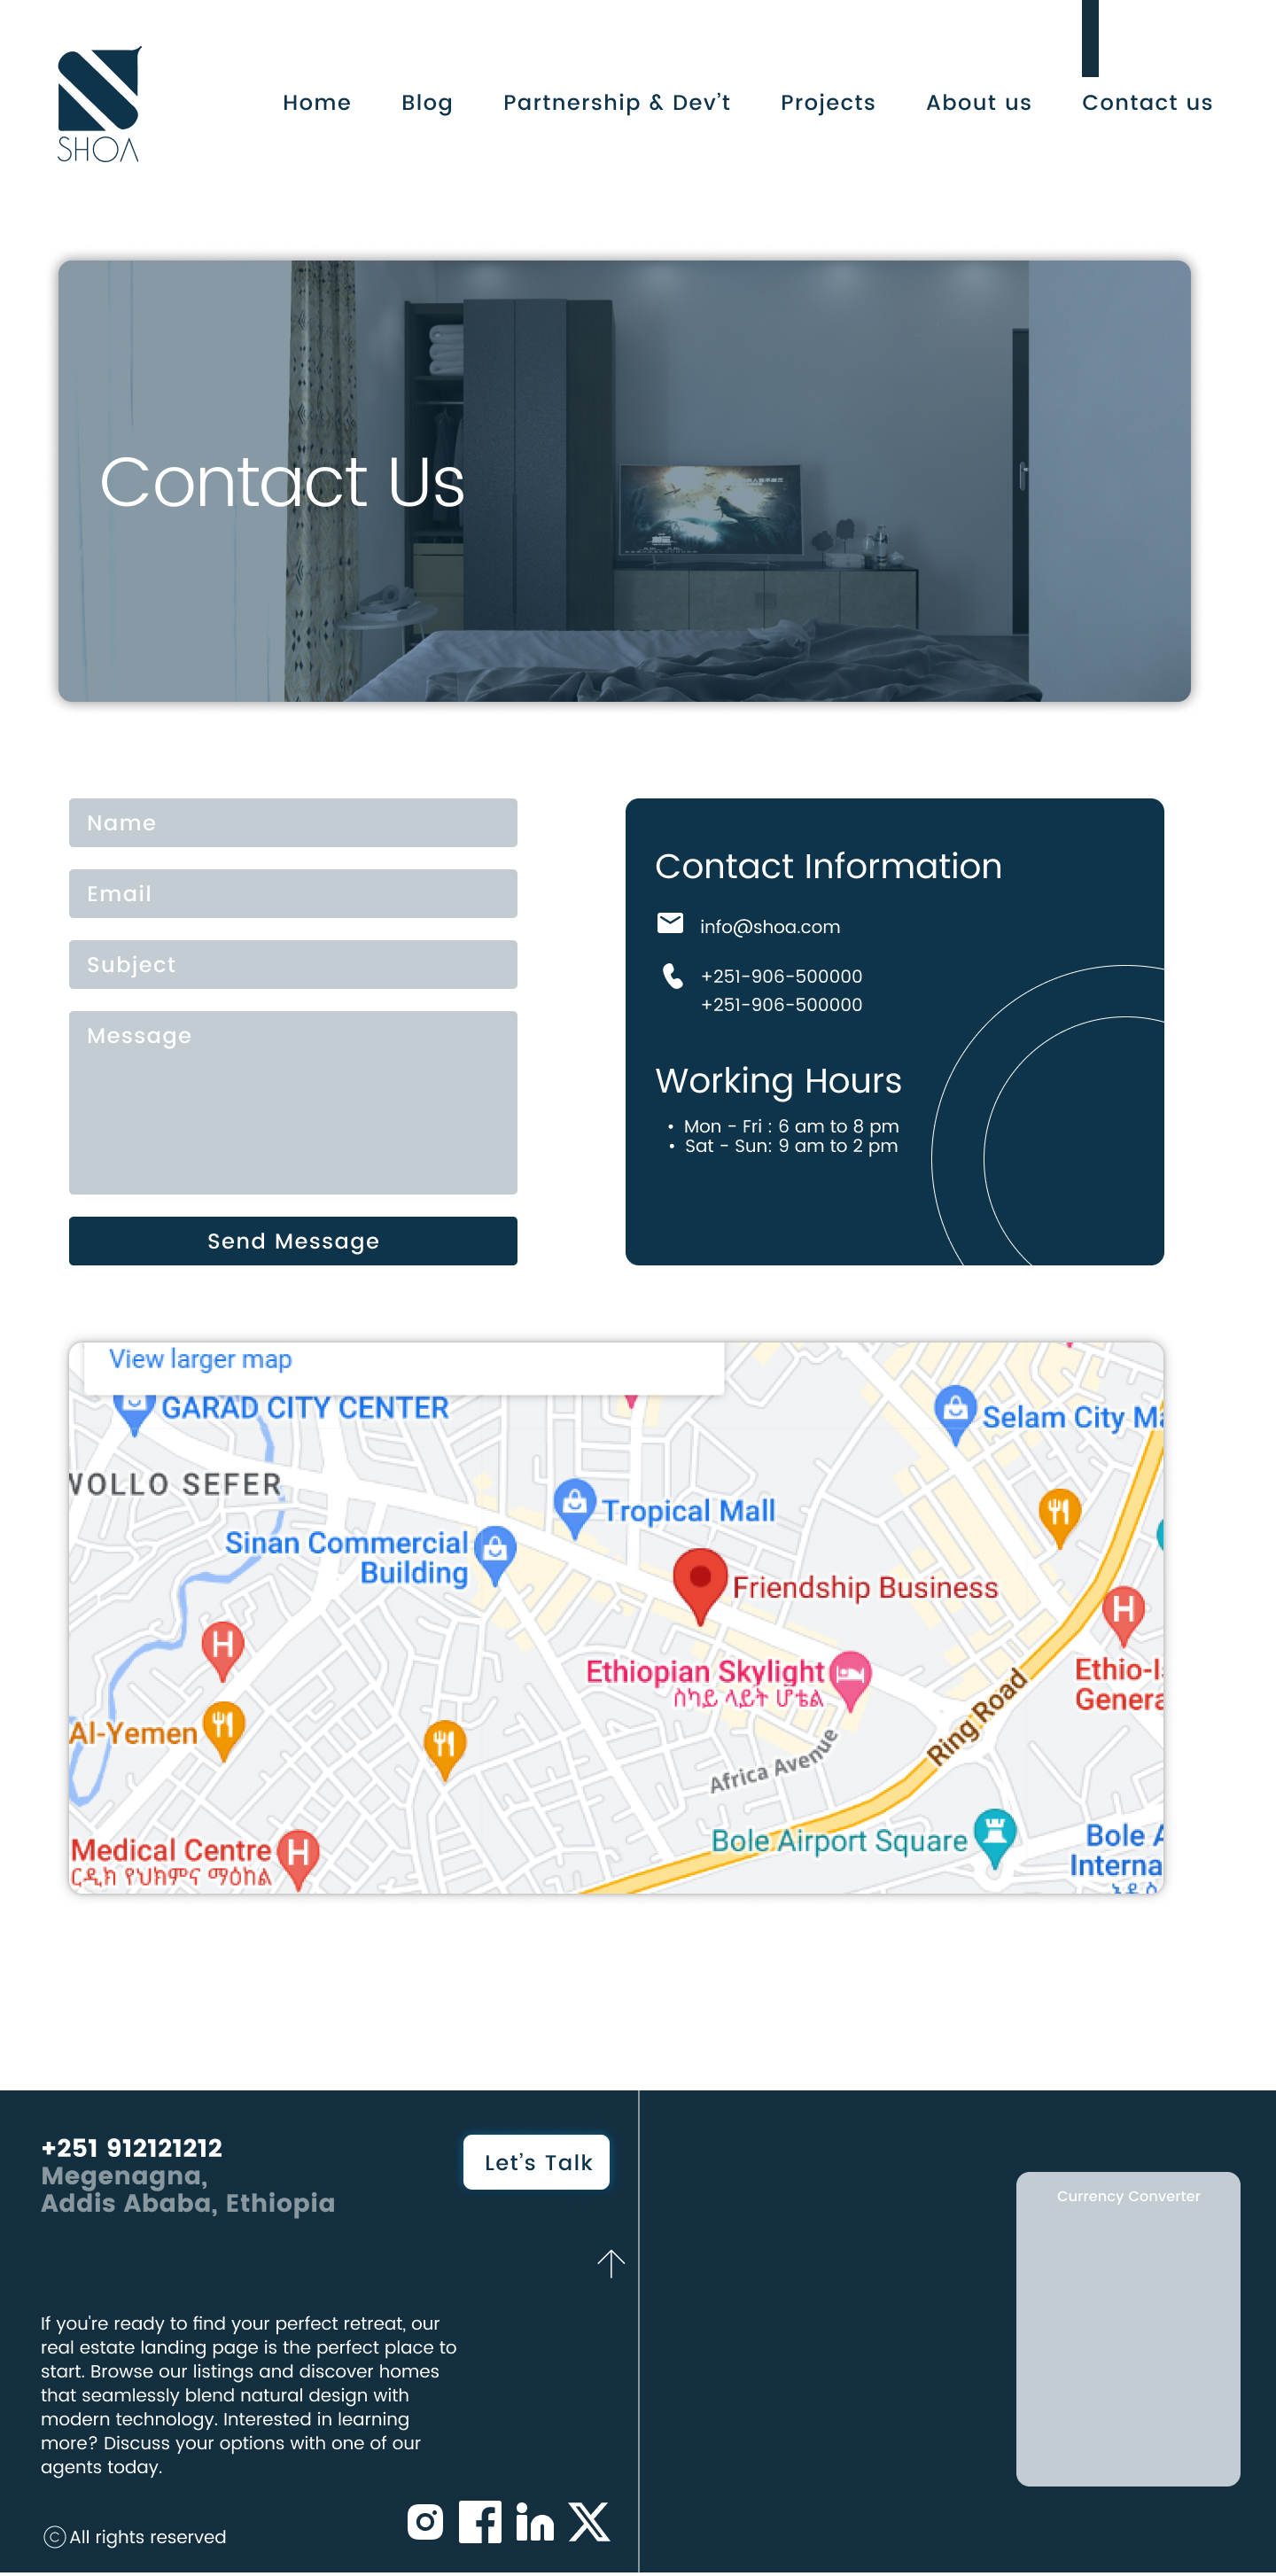 SHOA
Home Blog Partnership & Dev't Projects About us Contact us
Contact Us
Name
Email
Subject
Message
Send Message
Contact Information
info@shoa.com
+251-906-500000
+251-906-500000
Working Hours
• Mon - Fri : 6 am to 8 pm
• Sat - Sun: 9 am to 2 pm
View larger map
GARAD CITY CENTER
Selam City Ma
WOLLO SEFER
Tropical Mall
Sinan Commercial
Building
Friendship Business
H
H
Ethiopian Skylight
ስካይ ላይት ሆቴል
Ethio-I
Genera
Ring Road
Al-Yemen
Africa Avenue
Bole Airport Square
Bole A
Interna
Medical Centre
H
ርዲክ የህክምና ማዕከል
+251 912121212
Megenagna,
Addis Ababa, Ethiopia
Let's Talk
Currency Converter
If you're ready to find your perfect retreat, our
real estate landing page is the perfect place to
start. Browse our listings and discover homes
that seamlessly blend natural design with
modern technology. Interested in learning
more? Discuss your options with one of our
agents today.
© All rights reserved